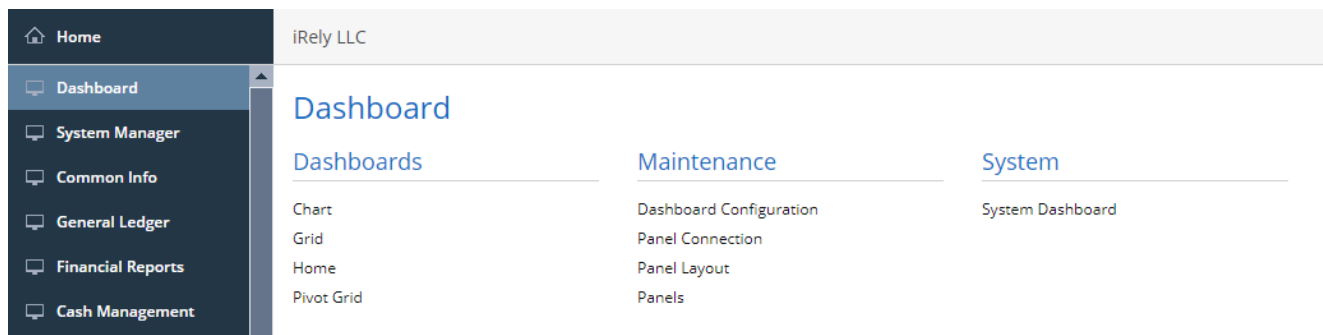 Home
iRely LLC
Dashboard
System Manager
Common Info
General Ledger
Financial Reports
Cash Management
Dashboard
Dashboards
Chart
Grid
Home
Pivot Grid
Maintenance
Dashboard Configuration
Panel Connection
Panel Layout
Panels
System
System Dashboard